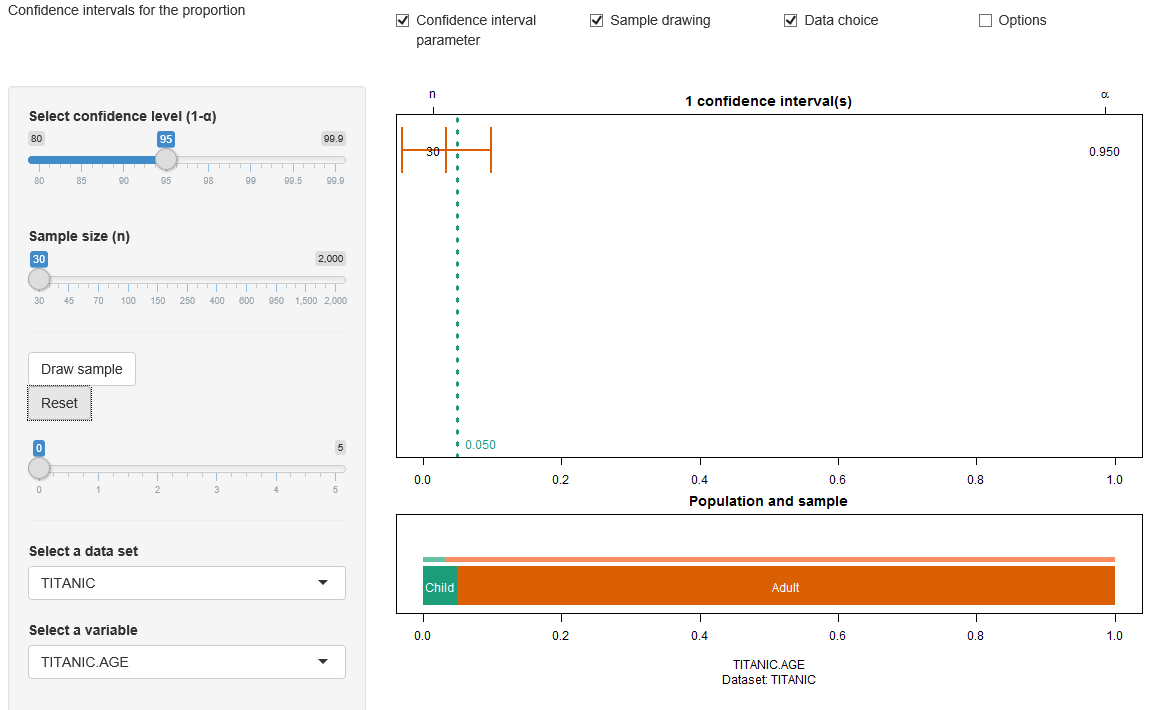 Confidence intervals for the proportion
Confidence interval parameter
Sample drawing
Data choice
Options
Select confidence level (1-α)
80 95 99.9
80 85 90 95 98 99 99.5 99.9
Sample size (n)
30 2,000
30 45 70 100 150 250 400 600 950 1,500 2,000
Draw sample
Reset
0 5
0 1 2 3 4 5
Select a data set
TITANIC
Select a variable
TITANIC.AGE
n 1 confidence interval(s) α
30 0.950
0.050
0.0 0.2 0.4 0.6 0.8 1.0
Population and sample
Child Adult
0.0 0.2 0.4 0.6 0.8 1.0
TITANIC.AGE
Dataset: TITANIC